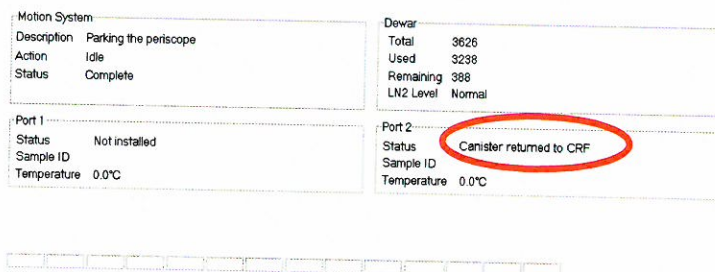 Motion System
Description Parking the periscope
Action Idle
Status Complete
Dewar
Total 3626
Used 3238
Remaining 388
LN2 Level Normal
Port 1
Status Not installed
Sample ID
Temperature 0.0°C
Port 2
Status Canister returned to CRF
Sample ID
Temperature 0.0°C